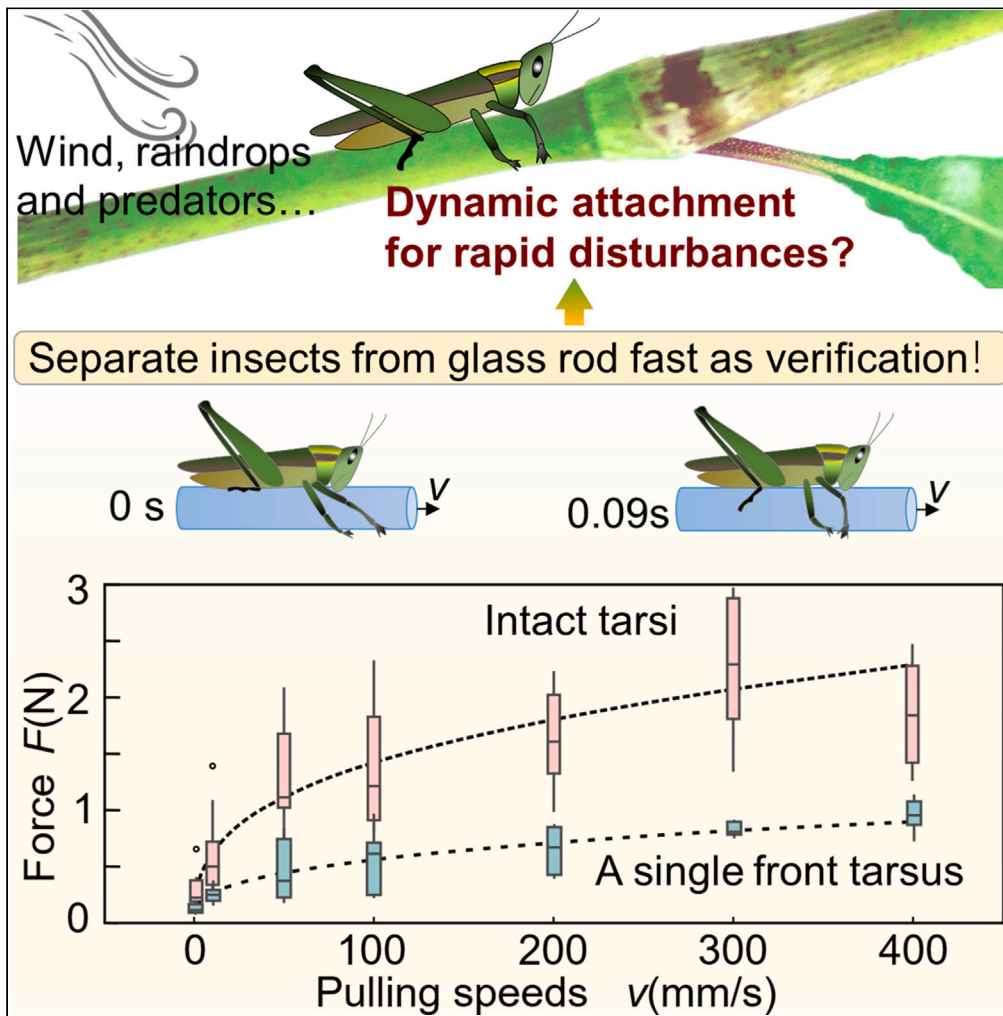 Wind, raindrops
and predators…
Dynamic attachment
for rapid disturbances?
Separate insects from glass rod fast as verification!
0 s
v
0.09s
v
3
Intact tarsi
2
Force F(N)
1
A single front tarsus
0
0 100 200 300 400
Pulling speeds v(mm/s)